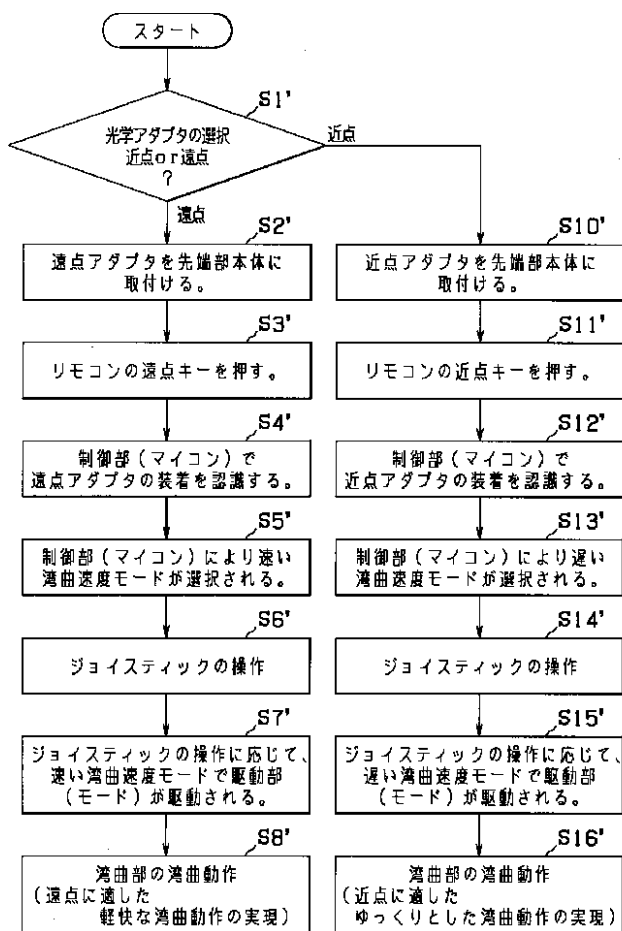 スタート
S1'
光学アダプタの選択
近点or遠点
?
近点
遠点
S2'
遠点アダプタを先端部本体に
取付ける。
S3'
リモコンの遠点キーを押す。
S4'
制御部(マイコン)で
遠点アダプタの装着を認識する。
S5'
制御部(マイコン)により速い
湾曲速度モードが選択される。
S6'
ジョイスティックの操作
S7'
ジョイスティックの操作に応じて、
速い湾曲速度モードで駆動部
(モード)が駆動される。
S8'
湾曲部の湾曲動作
(遠点に適した
軽快な湾曲動作の実現)
S10'
近点アダプタを先端部本体に
取付ける。
S11'
リモコンの近点キーを押す。
S12'
制御部(マイコン)で
近点アダプタの装着を認識する。
S13'
制御部(マイコン)により遅い
湾曲速度モードが選択される。
S14'
ジョイスティックの操作
S15'
ジョイスティックの操作に応じて、
遅い湾曲速度モードで駆動部
(モード)が駆動される。
S16'
湾曲部の湾曲動作
(近点に適した
ゆっくりとした湾曲動作の実現)